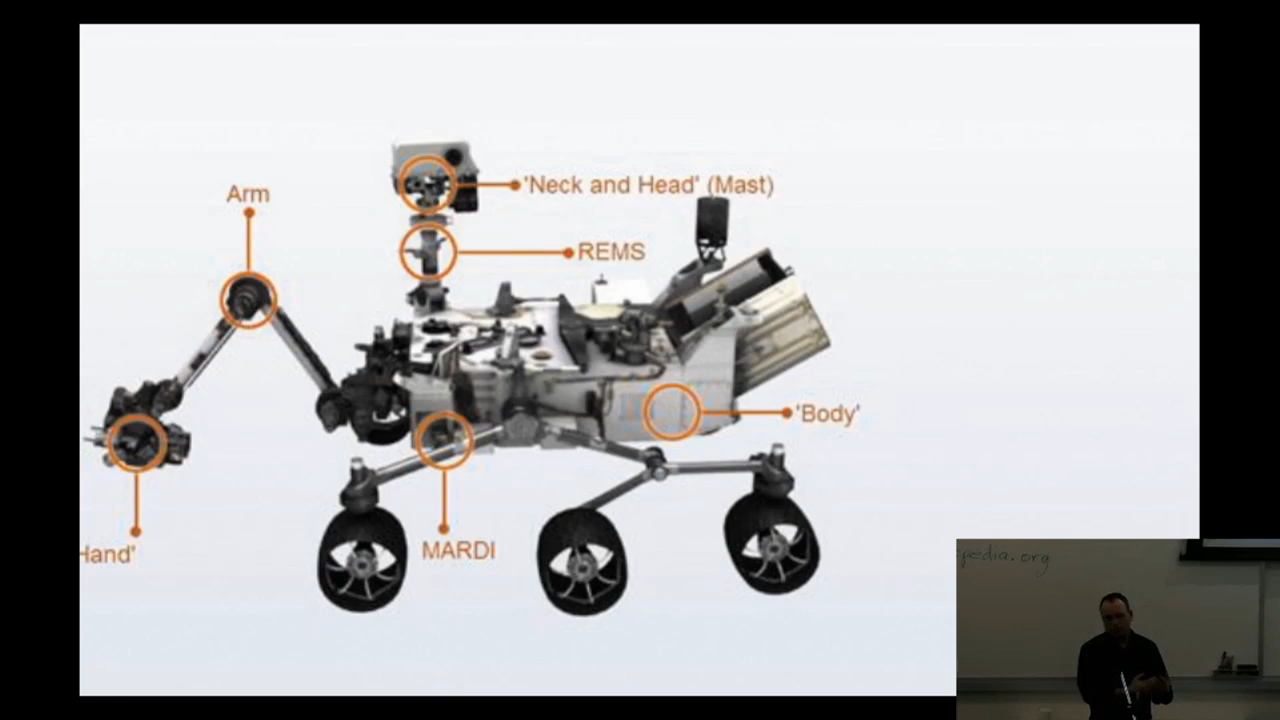 'Neck and Head' (Mast)
Arm
REMS
'Body'
MARDI
Hand'
pedia.org